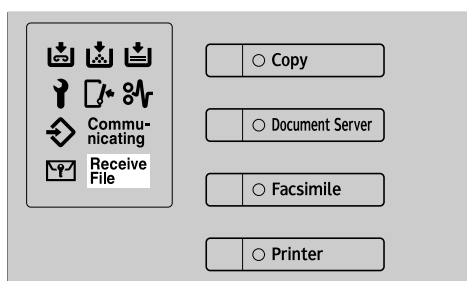 Copy
Commu-
nicating
Document Server
Receive
File
Facsimile
Printer